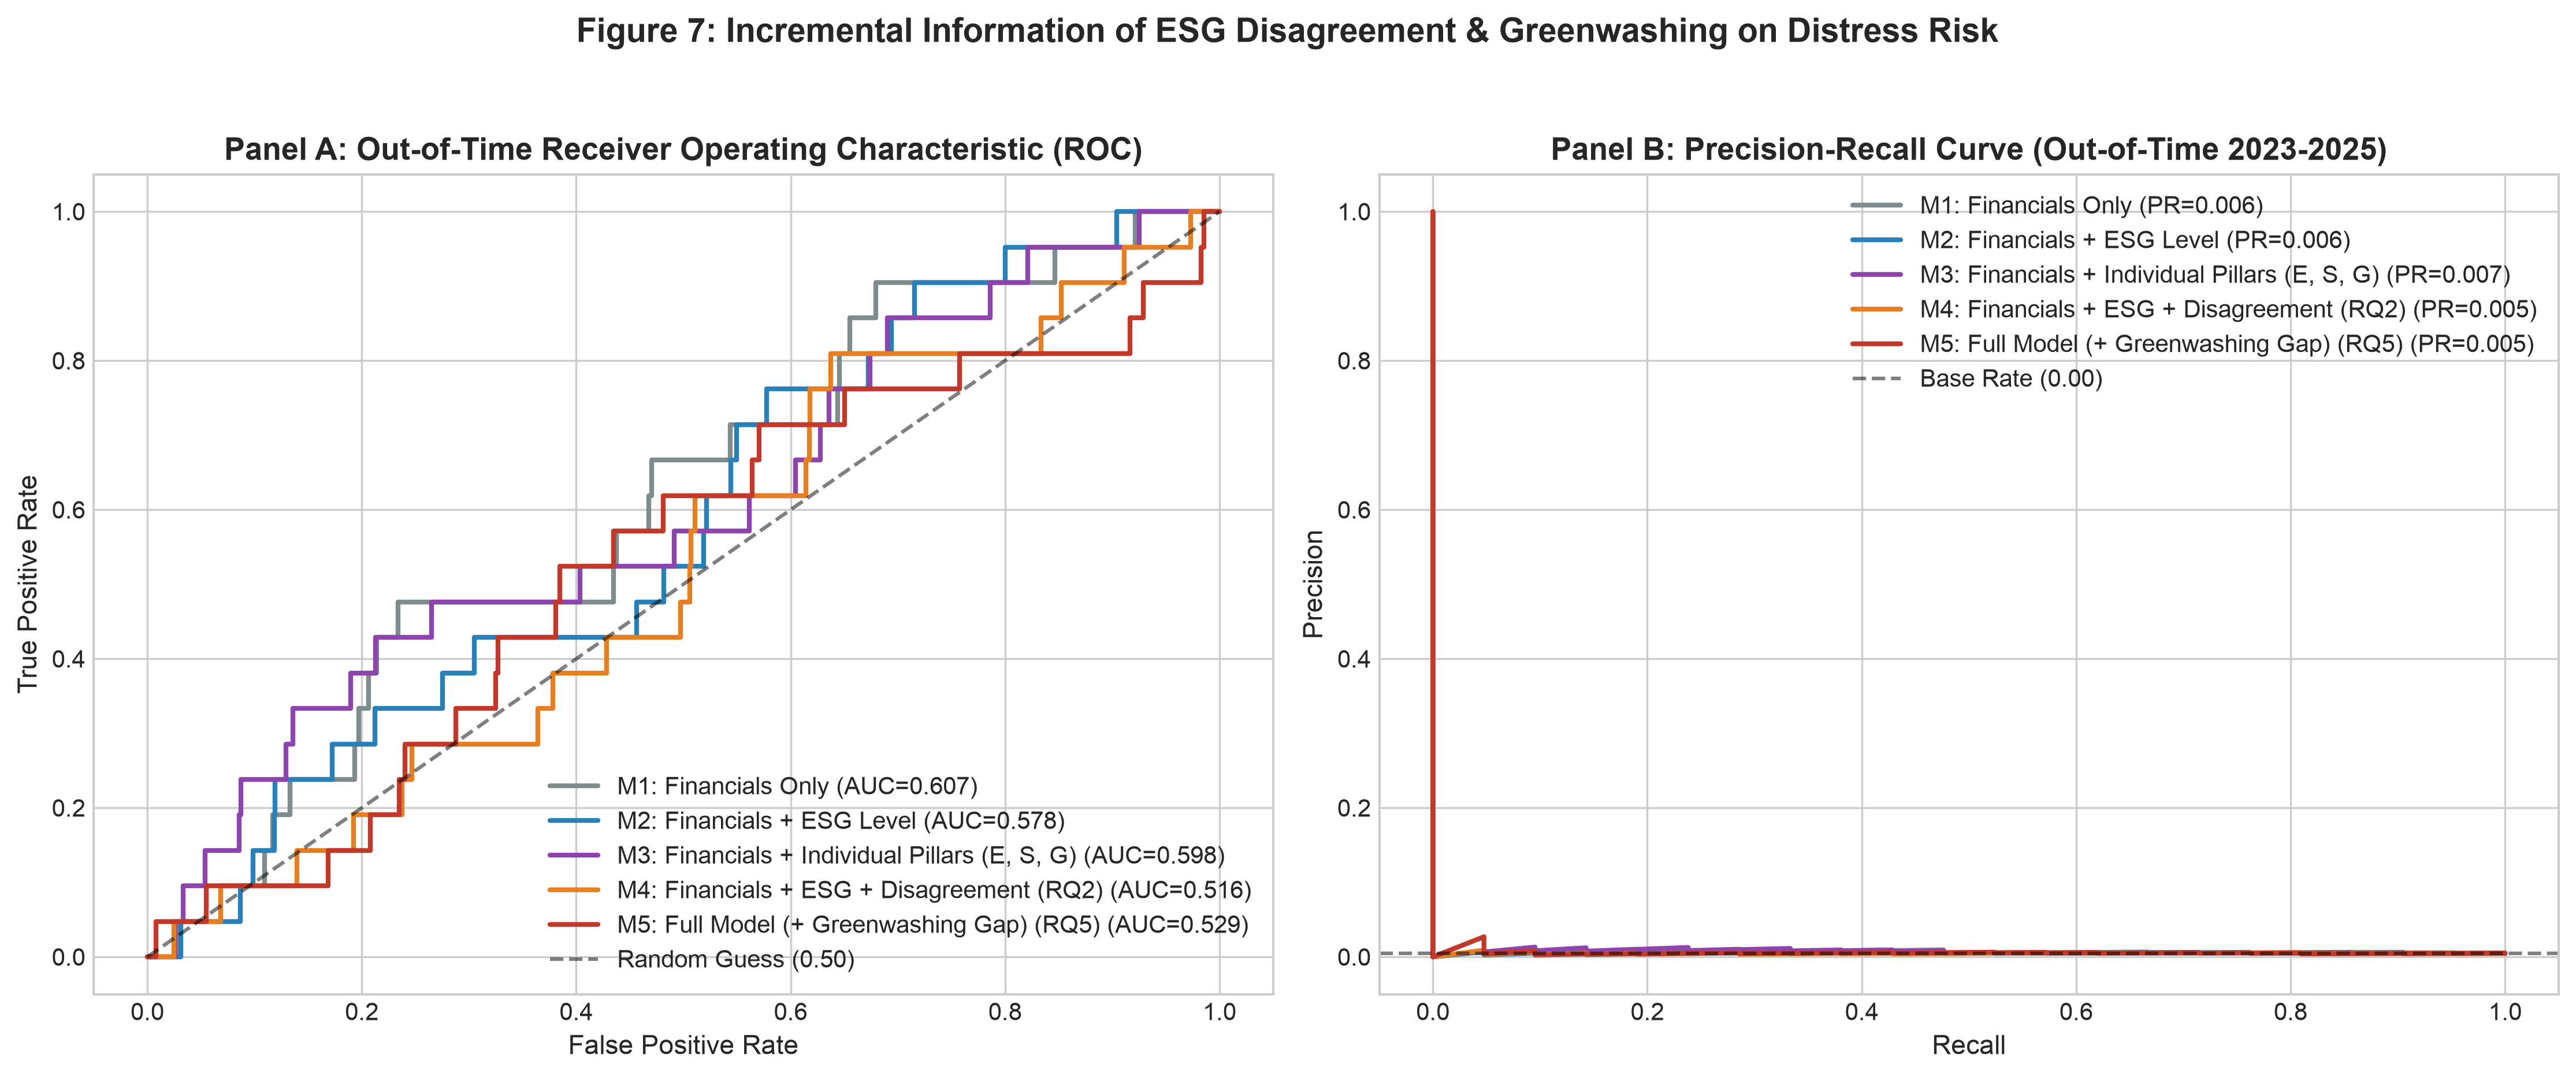 Figure 7: Incremental Information of ESG Disagreement & Greenwashing on Distress Risk
Panel A: Out-of-Time Receiver Operating Characteristic (ROC)
True Positive Rate
1.0
0.8
0.6
0.4
0.2
0.0
M1: Financials Only (AUC=0.607)
M2: Financials + ESG Level (AUC=0.578)
M3: Financials + Individual Pillars (E, S, G) (AUC=0.598)
M4: Financials + ESG + Disagreement (RQ2) (AUC=0.516)
M5: Full Model (+ Greenwashing Gap) (RQ5) (AUC=0.529)
Random Guess (0.50)
0.0 0.2 0.4 0.6 0.8 1.0
False Positive Rate
Panel B: Precision-Recall Curve (Out-of-Time 2023-2025)
Precision
1.0
0.8
0.6
0.4
0.2
0.0
M1: Financials Only (PR=0.006)
M2: Financials + ESG Level (PR=0.006)
M3: Financials + Individual Pillars (E, S, G) (PR=0.007)
M4: Financials + ESG + Disagreement (RQ2) (PR=0.005)
M5: Full Model (+ Greenwashing Gap) (RQ5) (PR=0.005)
Base Rate (0.00)
0.0 0.2 0.4 0.6 0.8 1.0
Recall